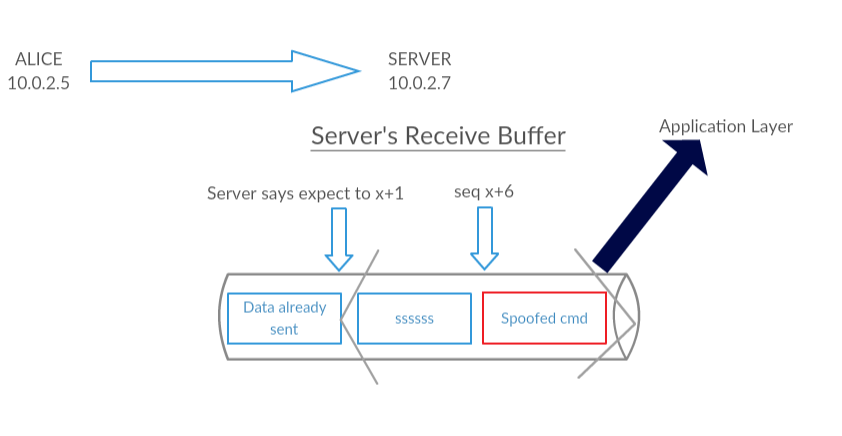 ALICE
10.0.2.5
SERVER
10.0.2.7
Server's Receive Buffer
Application Layer
Server says expect to x+1
seq x+6
Data already
sent
ssssss
Spoofed cmd